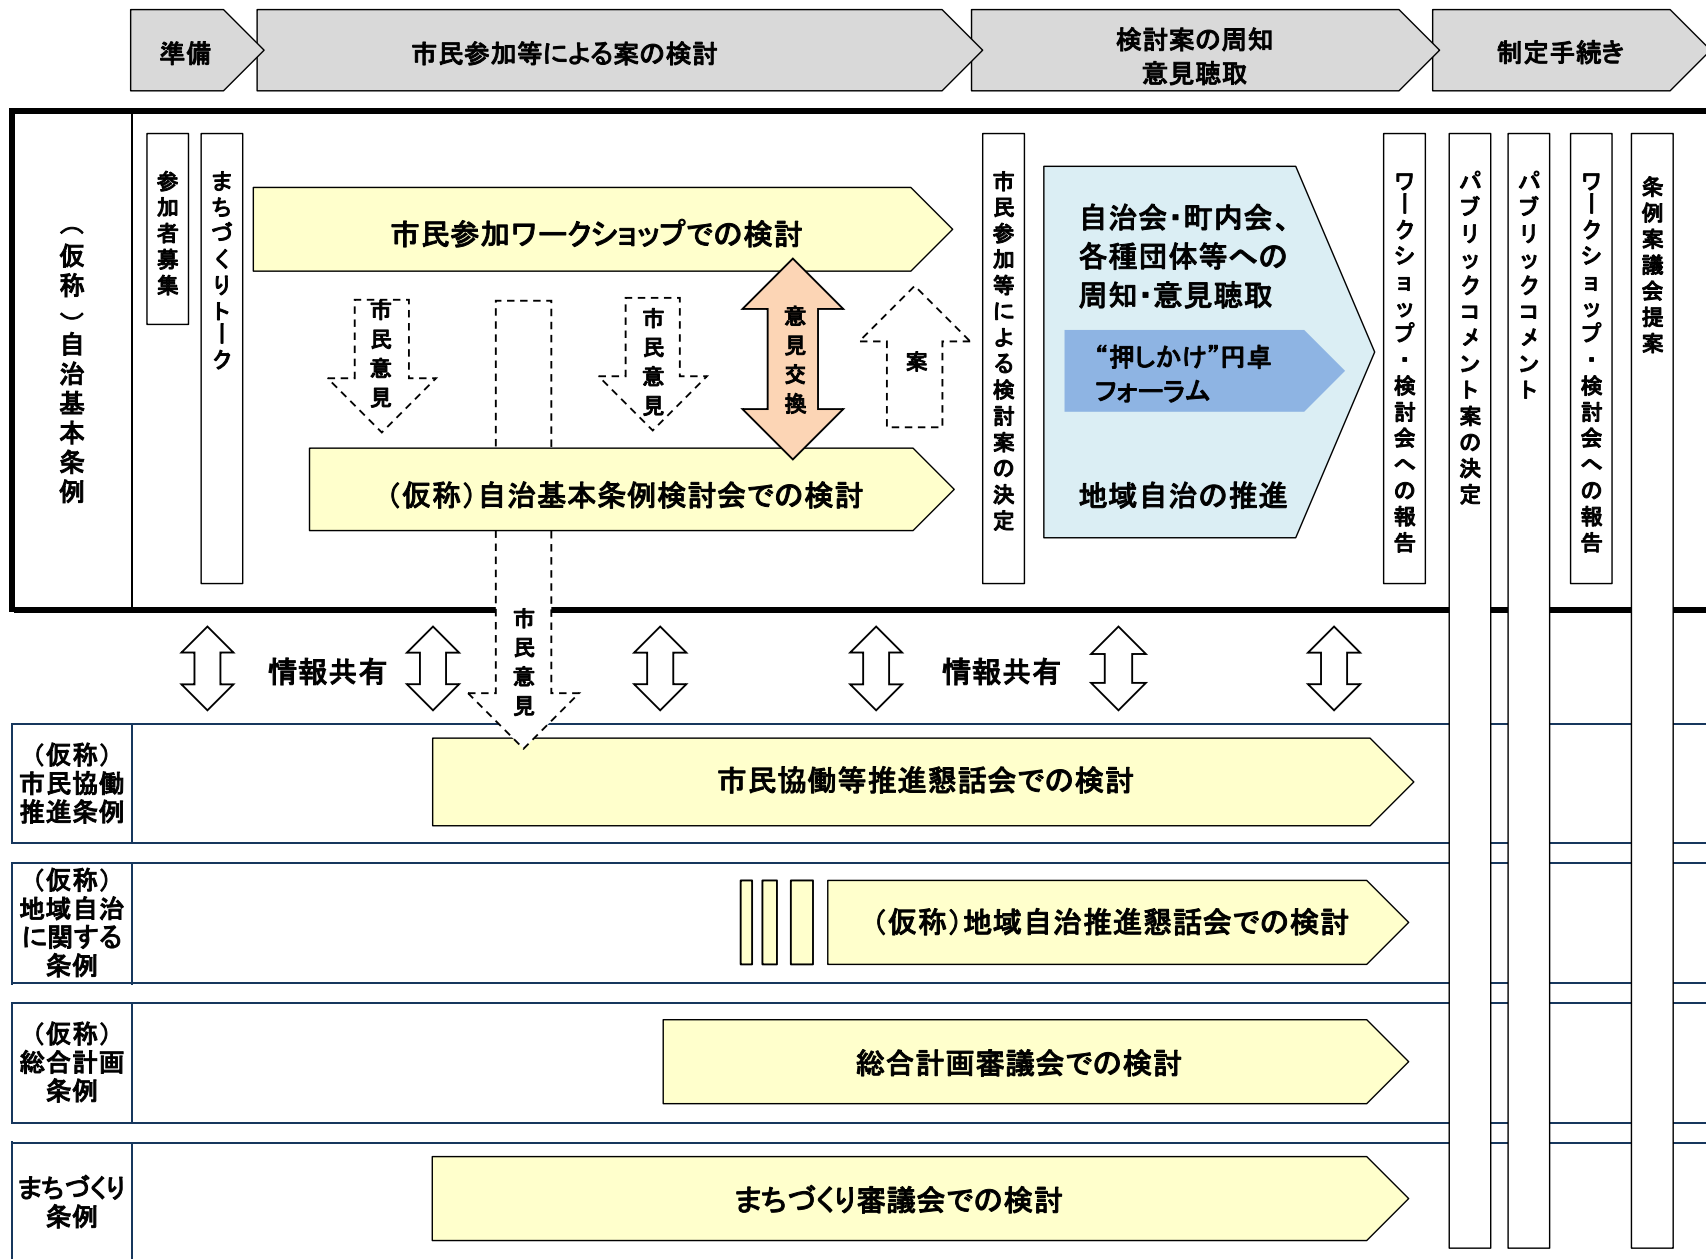 準備
市民参加等による案の検討
検討案の周知
意見聴取
制定手続き
（仮称）自治基本条例
参加者募集
まちづくりトーク
市民参加ワークショップでの検討
市民意見
市民意見
意見交換
案
（仮称）自治基本条例検討会での検討
市民意見
市民参加等による検討案の決定
自治会・町内会、
各種団体等への
周知・意見聴取
“押しかけ”円卓
フォーラム
地域自治の推進
ワークショップ・検討会への報告
パブリックコメント案の決定
パブリックコメント
ワークショップ・検討会への報告
条例案議会提案
情報共有
情報共有
（仮称）
市民協働
推進条例
市民協働等推進懇話会での検討
（仮称）
地域自治
に関する
条例
（仮称）地域自治推進懇話会での検討
（仮称）
総合計画
条例
総合計画審議会での検討
まちづくり
条例
まちづくり審議会での検討